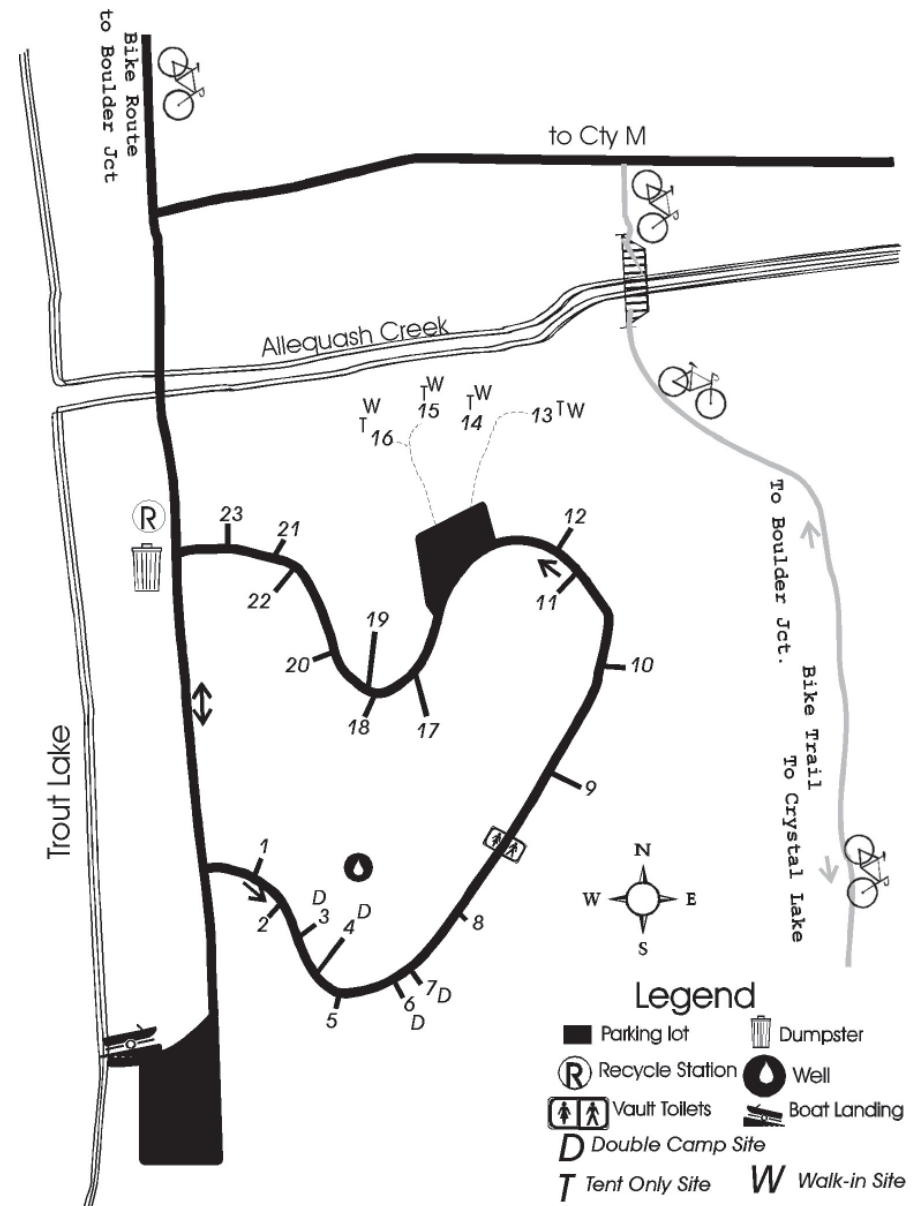 Bike Route
to Boulder Jct
to Cty M
Allequash Creek
W
T
16
TW
15
TW
14
13 TW
R
23
21
22
12
11
19
20
18
17
10
9
To Boulder Jct.
Bike Trail
To Crystal Lake
Trout Lake
1
2
D
3
4 D
5
6
D
7 D
8
N
W E
S
Legend
Parking lot
Dumpster
R Recycle Station
Well
Vault Toilets
Boat Landing
D Double Camp Site
T Tent Only Site
W Walk-in Site